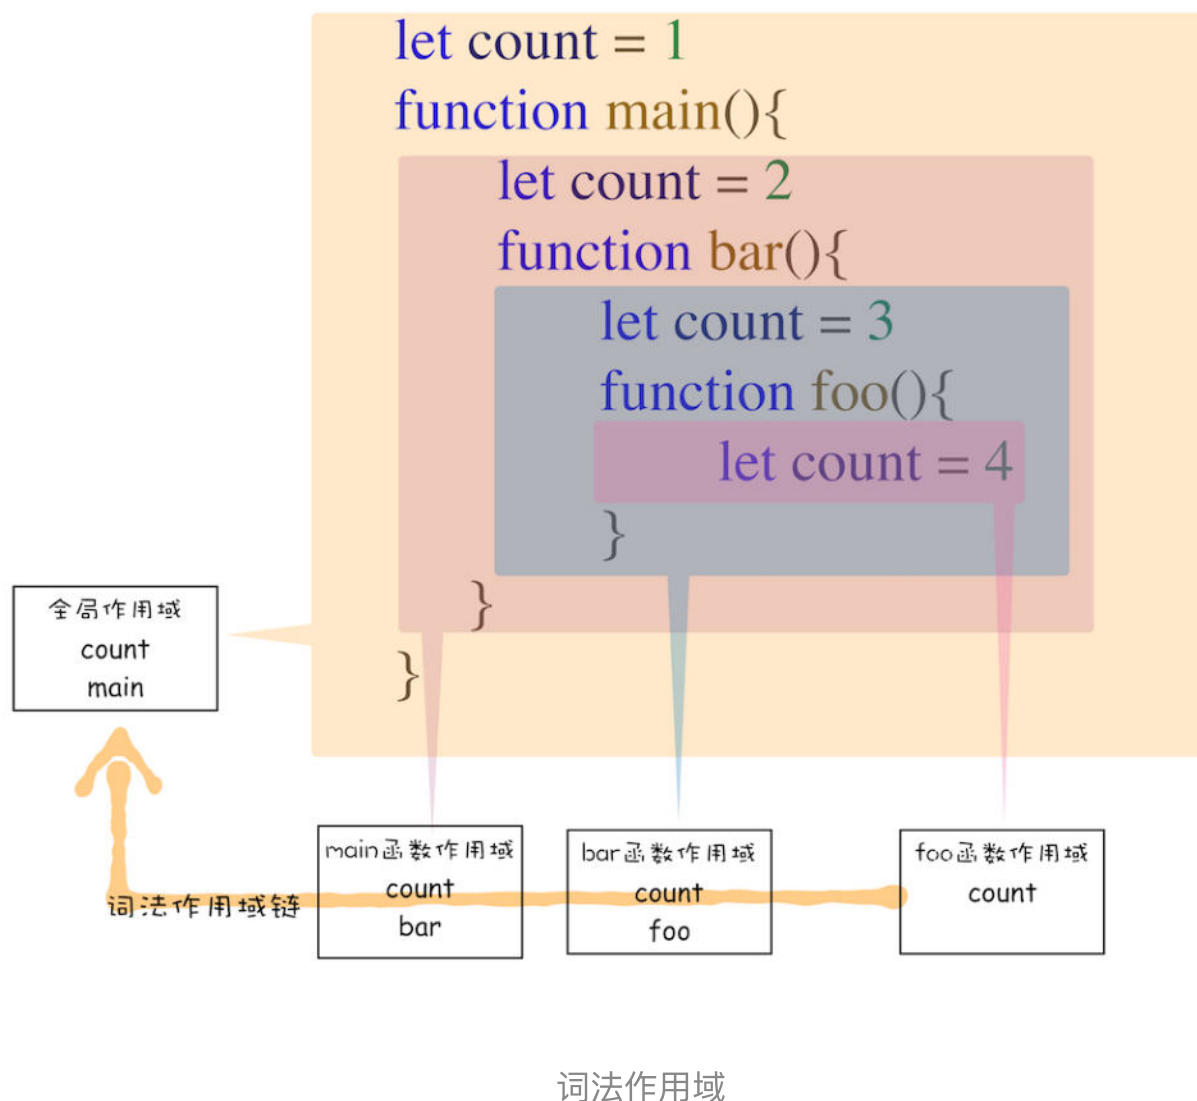 let count = 1
function main(){
let count = 2
function bar(){
let count = 3
function foo(){
let count = 4
}
}
}
全局作用域
count
main
main函数作用域
count
bar
bar函数作用域
count
foo
foo函数作用域
count
词法作用域链
词法作用域